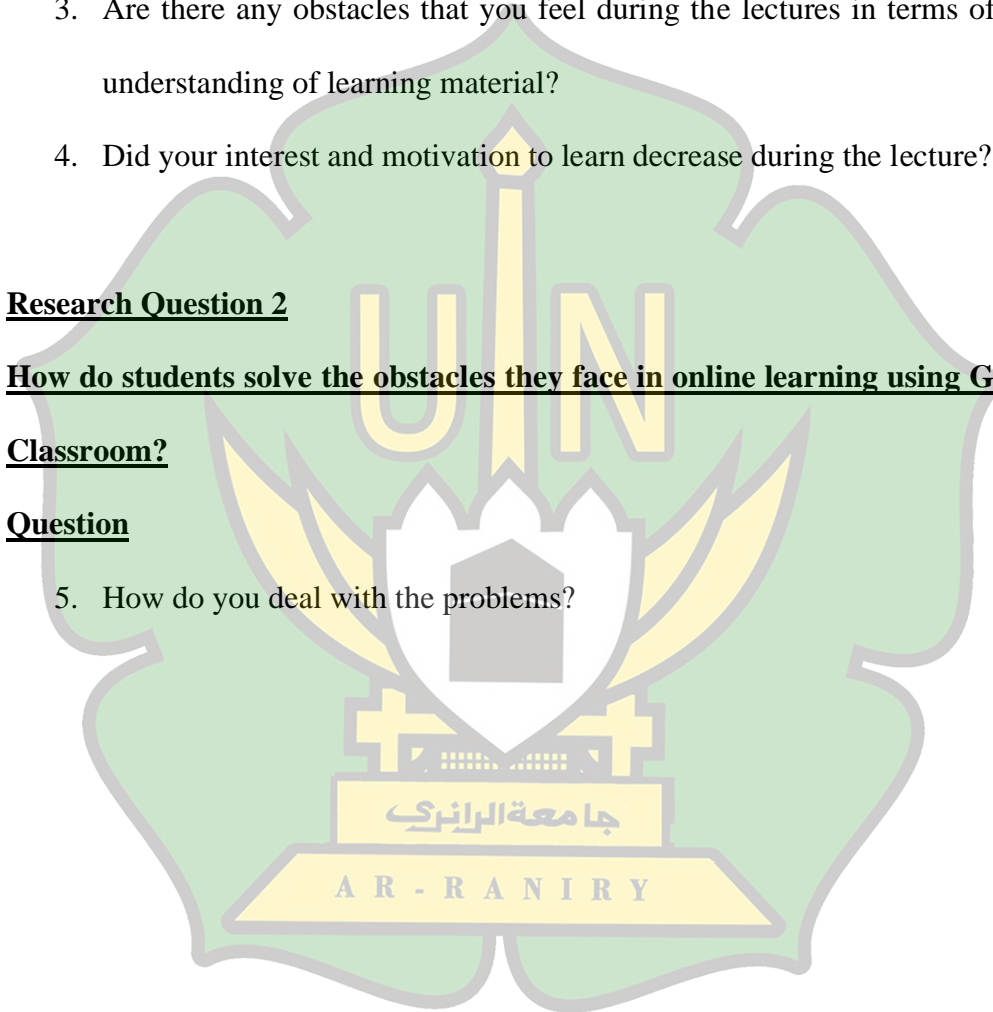 3. Are there any obstacles that you feel during the lectures in terms of
understanding of learning material?
4. Did your interest and motivation to learn decrease during the lecture?
Research Question 2
How do students solve the obstacles they face in online learning using G
Classroom?
Question
5. How do you deal with the problems?
UIN
جامعةالرانري
AR-RANIRY